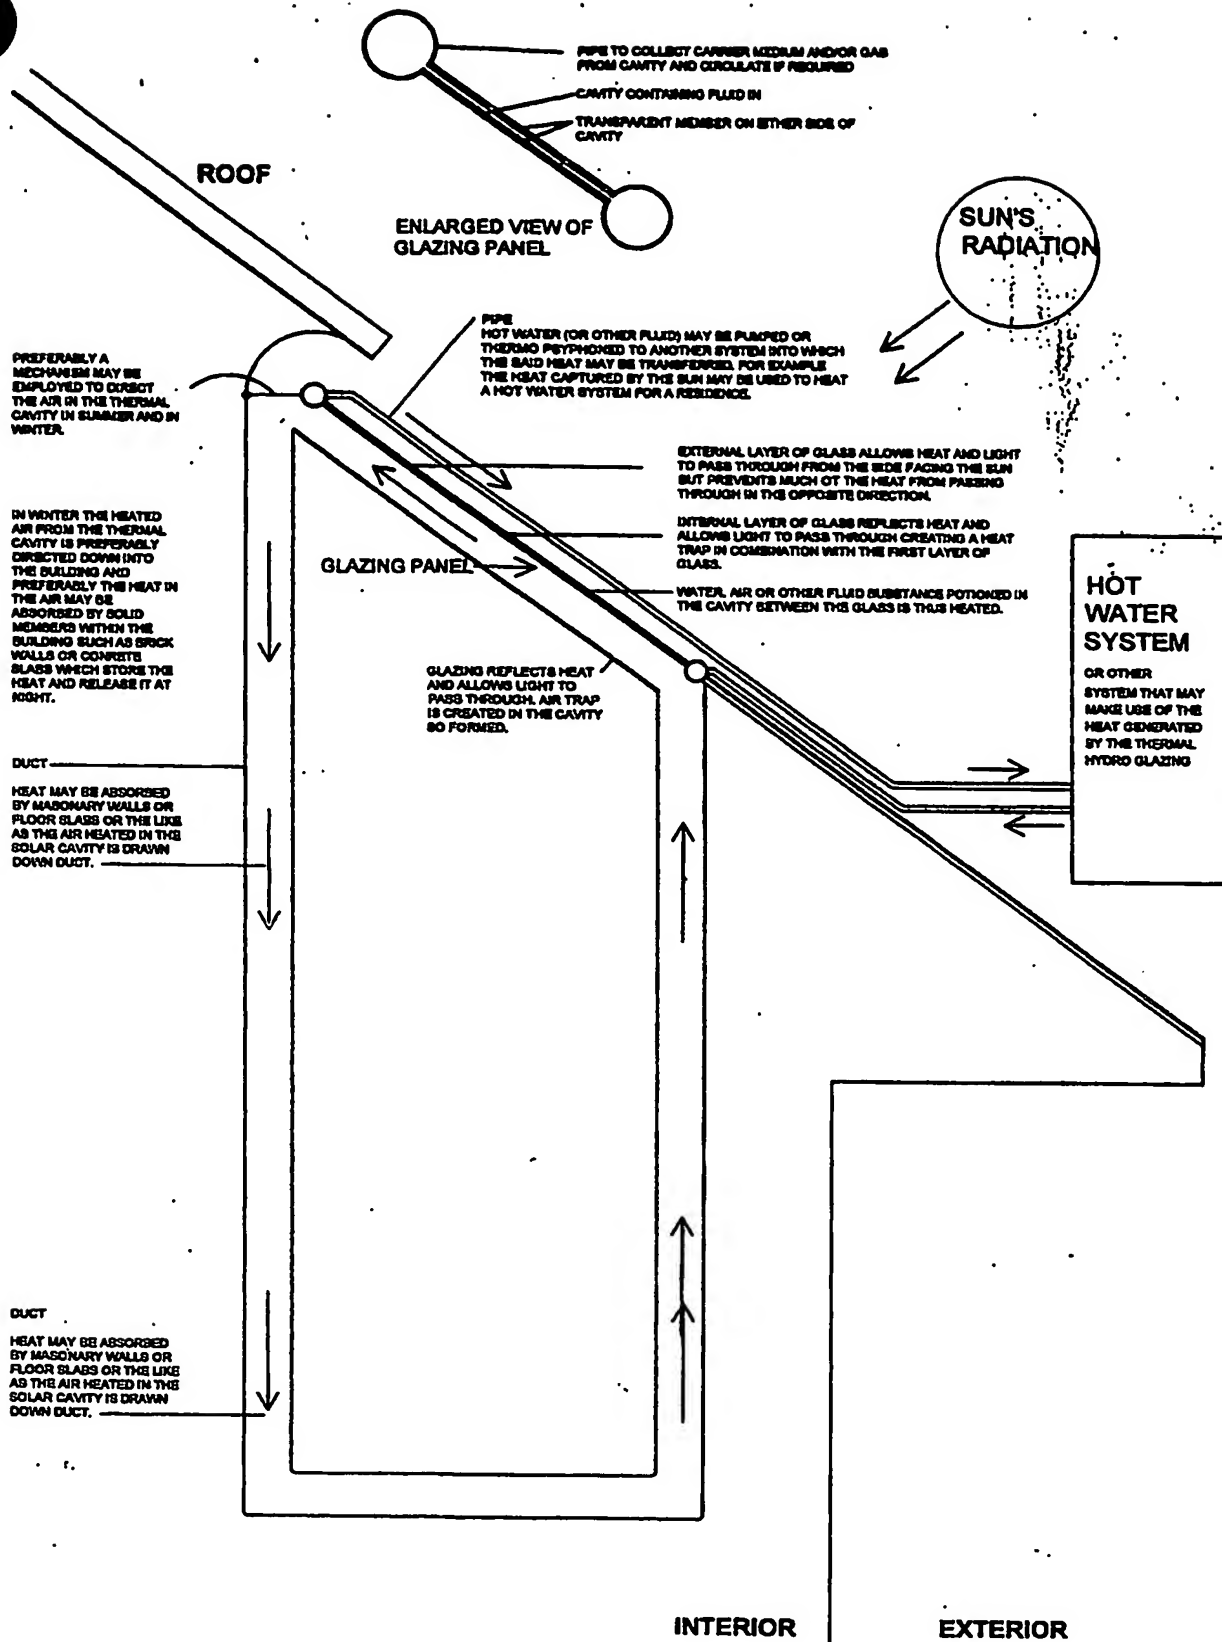 PIPE TO COLLECT CARRIER MEDIUM AND/OR GAS
FROM CAVITY AND CIRCULATE IF REQUIRED
CAVITY CONTAINING FLUID IN
TRANSPARENT MEMBER ON EITHER SIDE OF
CAVITY
ROOF
ENLARGED VIEW OF
GLAZING PANEL
SUN'S
RADIATION
PIPE
HOT WATER (OR OTHER FLUID) MAY BE PUMPED OR
THERMO PSYPHONED TO ANOTHER SYSTEM INTO WHICH
THE SAID HEAT MAY BE TRANSFERRED. FOR EXAMPLE
THE HEAT CAPTURED BY THE SUN MAY BE USED TO HEAT
A HOT WATER SYSTEM FOR A RESIDENCE.
PREFERABLY A
MECHANISM MAY BE
EMPLOYED TO DIRECT
THE AIR IN THE THERMAL
CAVITY IN SUMMER AND IN
WINTER.
EXTERNAL LAYER OF GLASS ALLOWS HEAT AND LIGHT
TO PASS THROUGH FROM THE SIDE FACING THE SUN
BUT PREVENTS MUCH OT THE HEAT FROM PASSING
THROUGH IN THE OPPOSITE DIRECTION.
INTERNAL LAYER OF GLASS REFLECTS HEAT AND
ALLOWS LIGHT TO PASS THROUGH CREATING A HEAT
TRAP IN COMBINATION WITH THE FIRST LAYER OF
GLASS.
WATER, AIR OR OTHER FLUID SUBSTANCE POTIONED IN
THE CAVITY BETWEEN THE GLASS IS THUS HEATED.
IN WINTER THE HEATED
AIR FROM THE THERMAL
CAVITY IS PREFERABLY
DIRECTED DOWN INTO
THE BUILDING AND
PREFERABLY THE HEAT IN
THE AIR MAY BE
ABSORBED BY SOLID
MEMBERS WITHIN THE
BUILDING SUCH AS BRICK
WALLS OR CONRETE
SLABS WHICH STORE THE
HEAT AND RELEASE IT AT
NIGHT.
GLAZING PANEL
HOT
WATER
SYSTEM
OR OTHER
SYSTEM THAT MAY
MAKE USE OF THE
HEAT GENERATED
BY THE THERMAL
HYDRO GLAZING
GLAZING REFLECTS HEAT
AND ALLOWS LIGHT TO
PASS THROUGH. AIR TRAP
IS CREATED IN THE CAVITY
SO FORMED.
DUCT
HEAT MAY BE ABSORBED
BY MASONARY WALLS OR
FLOOR SLABS OR THE LIKE
AS THE AIR HEATED IN THE
SOLAR CAVITY IS DRAWN
DOWN DUCT.
DUCT
HEAT MAY BE ABSORBED
BY MASONARY WALLS OR
FLOOR SLABS OR THE LIKE
AS THE AIR HEATED IN THE
SOLAR CAVITY IS DRAWN
DOWN DUCT.
INTERIOR
EXTERIOR